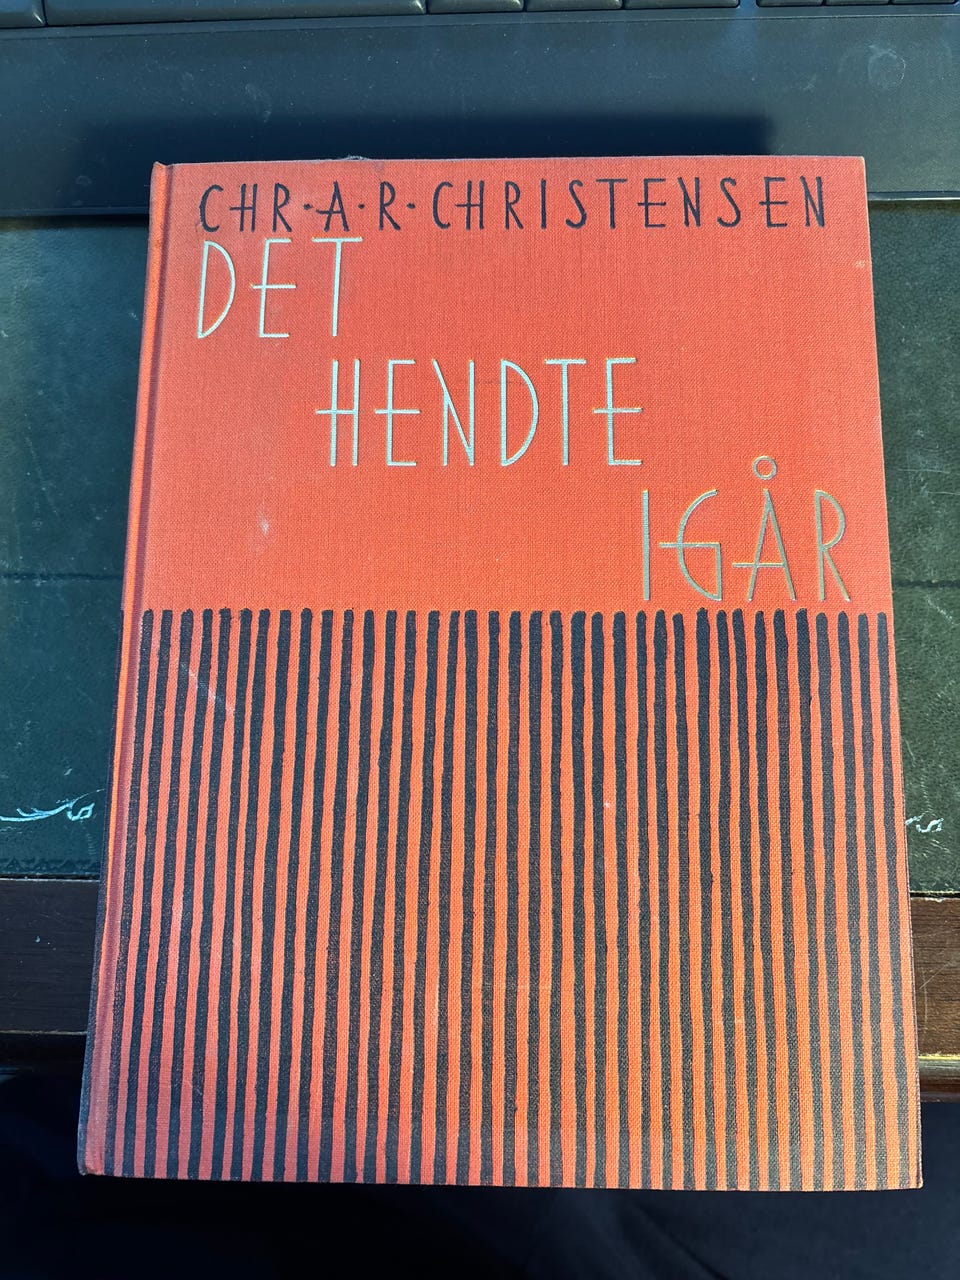 CHR·A·R·CHRISTENSEN
DET
HENDTE
IGÅR